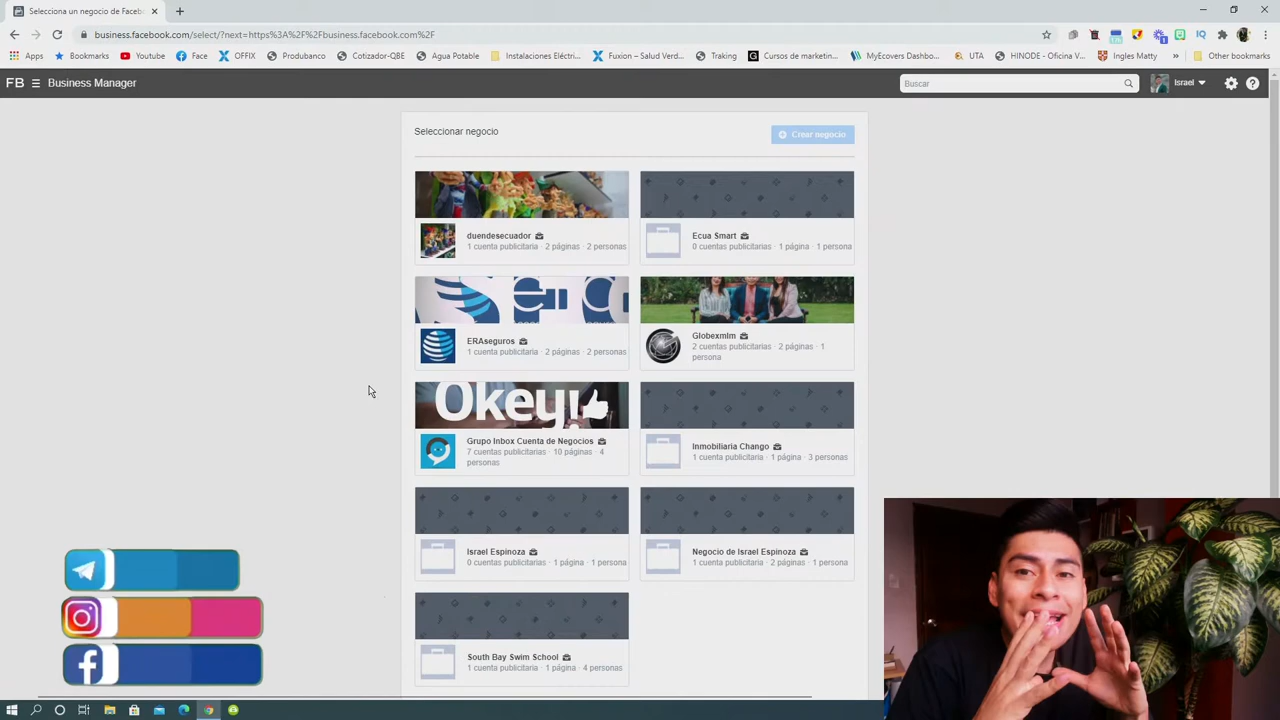 Selecciona un negocio de Faceb
business.facebook.com/select/?next=https%3A%2F%2Fbusiness.facebook.com%2F
Apps
Bookmarks
Youtube
Face
OFFIX
Produbanco
Cotizador-QBE
Agua Potable
Instalaciones Eléctri...
Fuxion – Salud Verd...
Traking
Cursos de marketin...
MyEcovers Dashbo...
UTA
HINODE - Oficina V...
Ingles Matty
Other bookmarks
FB
Business Manager
Buscar
Israel
Seleccionar negocio
Crear negocio
duendesecuador
1 cuenta publicitaria · 2 páginas · 2 personas
Ecua Smart
0 cuentas publicitarias · 1 página · 1 persona
ERAseguros
1 cuenta publicitaria · 2 páginas · 2 personas
Globexmlm
2 cuentas publicitarias · 2 páginas · 1
persona
Okey!
Grupo Inbox Cuenta de Negocios
7 cuentas publicitarias · 10 páginas · 4
personas
Inmobiliaria Chango
1 cuenta publicitaria · 1 página · 3 personas
Israel Espinoza
0 cuentas publicitarias · 1 página · 1 persona
Negocio de Israel Espinoza
1 cuenta publicitaria · 2 páginas · 1 persona
South Bay Swim School
1 cuenta publicitaria · 1 página · 4 personas